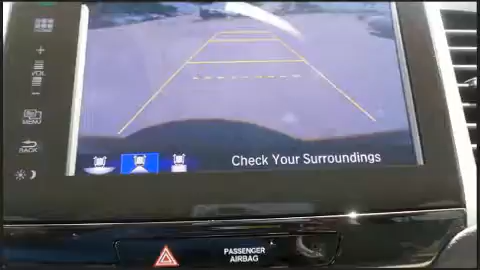 +
VOL
−
MENU
BACK
Check Your Surroundings
PASSENGER
AIRBAG